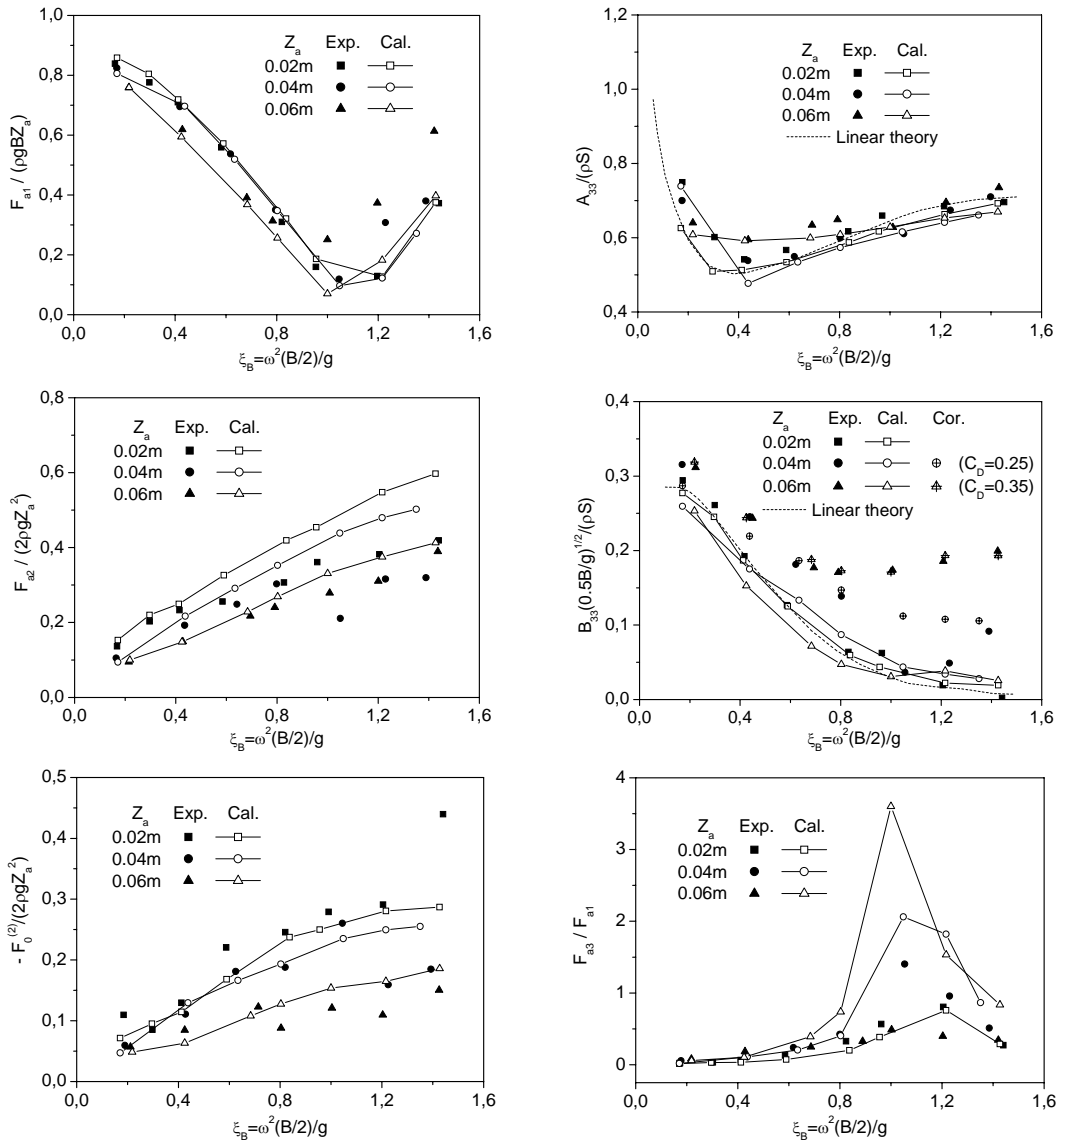 1,0
0,8
0,6
0,4
0,2
0,0
0,0 0,4 0,8 1,2 1,6
F_a1 / (ρgBZ_a)
ξ_B=ω²(B/2)/g
Z_a Exp. Cal.
0.02m
0.04m
0.06m
1,2
1,0
0,8
0,6
0,4
0,0 0,4 0,8 1,2 1,6
A_33/(ρS)
ξ_B=ω²(B/2)/g
Z_a Exp. Cal.
0.02m
0.04m
0.06m
Linear theory
0,8
0,6
0,4
0,2
0,0
0,0 0,4 0,8 1,2 1,6
F_a2 / (2ρgZ_a²)
ξ_B=ω²(B/2)/g
Z_a Exp. Cal.
0.02m
0.04m
0.06m
0,4
0,3
0,2
0,1
0,0
0,0 0,4 0,8 1,2 1,6
B_33(0.5B/g)^1/2/(ρS)
ξ_B=ω²(B/2)/g
Z_a Exp. Cal. Cor.
0.02m
0.04m (C_D=0.25)
0.06m (C_D=0.35)
Linear theory
0,5
0,4
0,3
0,2
0,1
0,0
0,0 0,4 0,8 1,2 1,6
- F_0^(2)/(2ρgZ_a²)
ξ_B=ω²(B/2)/g
Z_a Exp. Cal.
0.02m
0.04m
0.06m
4
3
2
1
0
0,0 0,4 0,8 1,2 1,6
F_a3 / F_a1
ξ_B=ω²(B/2)/g
Z_a Exp. Cal.
0.02m
0.04m
0.06m